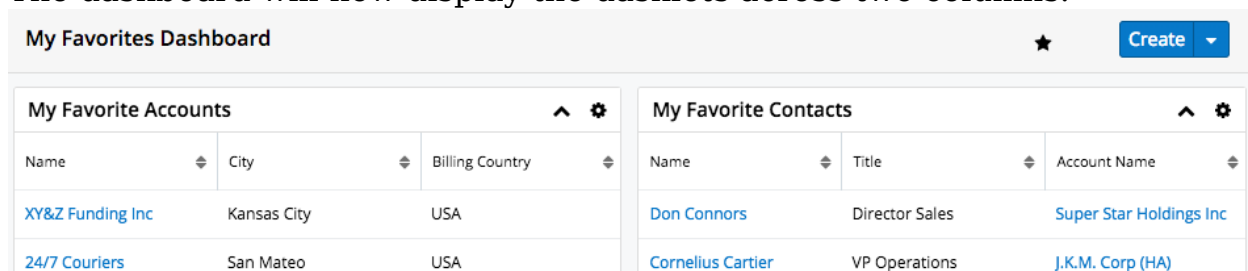 The dashboard will now display the dashlets across two columns.
My Favorites Dashboard
Create
My Favorite Accounts
Name City Billing Country
XY&Z Funding Inc Kansas City USA
24/7 Couriers San Mateo USA
My Favorite Contacts
Name Title Account Name
Don Connors Director Sales Super Star Holdings Inc
Cornelius Cartier VP Operations J.K.M. Corp (HA)